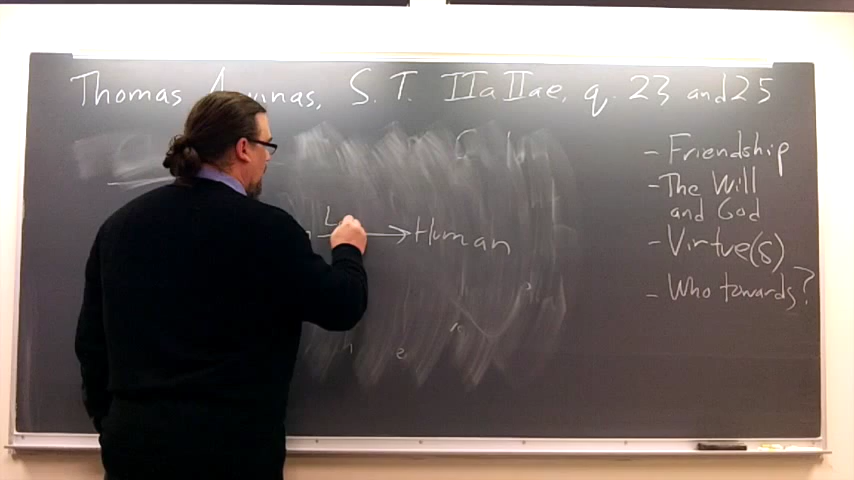 Thomas Aquinas, S.T. IIaIIae, q. 23 and 25
- Friendship
- The Will
and God
- Virtue(s)
- Who towards?
Human